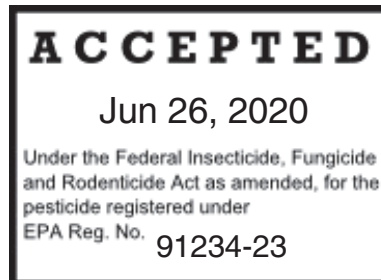 ACCEPTED
Jun 26, 2020
Under the Federal Insecticide, Fungicide
and Rodenticide Act as amended, for the
pesticide registered under
EPA Reg. No. 91234-23